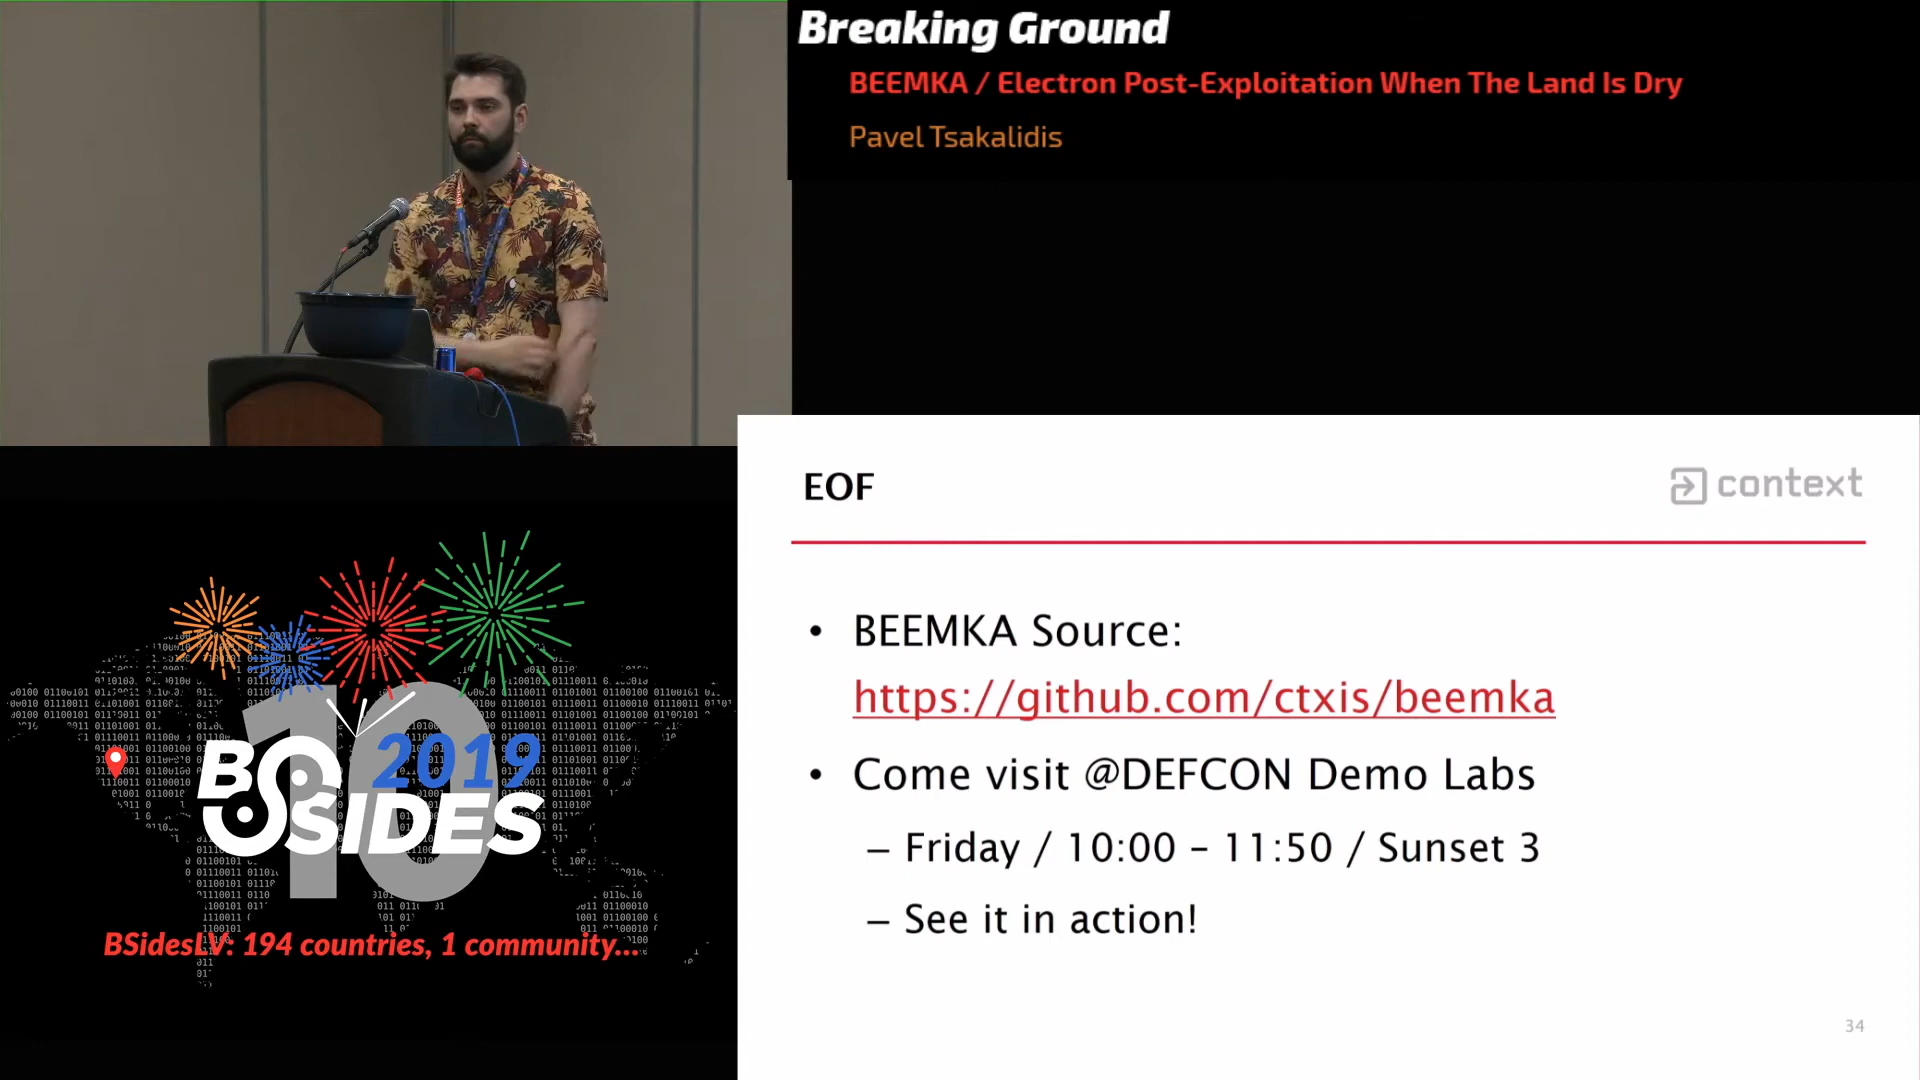 Breaking Ground
BEEMKA / Electron Post-Exploitation When The Land Is Dry
Pavel Tsakalidis
EOF
context
• BEEMKA Source:
https://github.com/ctxis/beemka
• Come visit @DEFCON Demo Labs
– Friday / 10:00 – 11:50 / Sunset 3
– See it in action!
34
10
2019
BSIDES
BSidesLV: 194 countries, 1 community...